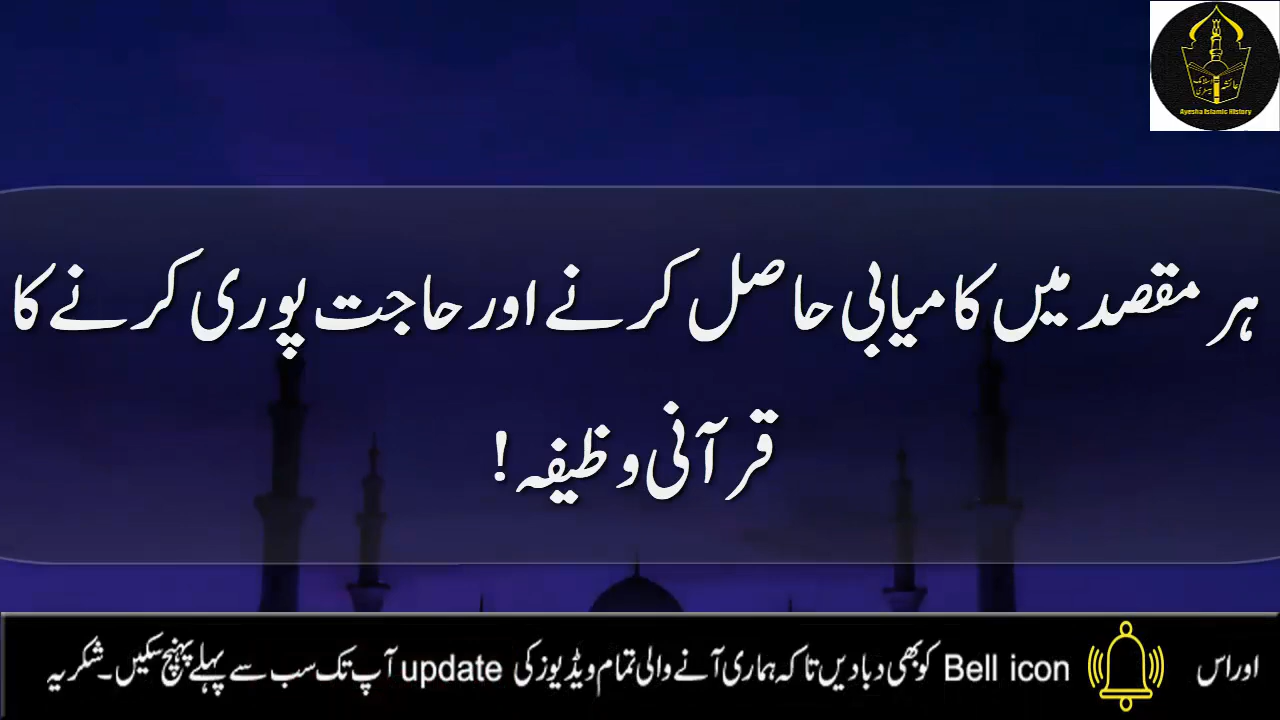 Ayesha Islamic History
ہر مقصد میں کامیابی حاصل کرنے اور حاجت پوری کرنے کا
قرآنی وظیفہ!
اور اس Bell icon کو بھی دبا دیں تاکہ ہماری آنے والی تمام ویڈیوز کی update آپ تک سب سے پہلے پہنچ سکیں۔ شکریہ